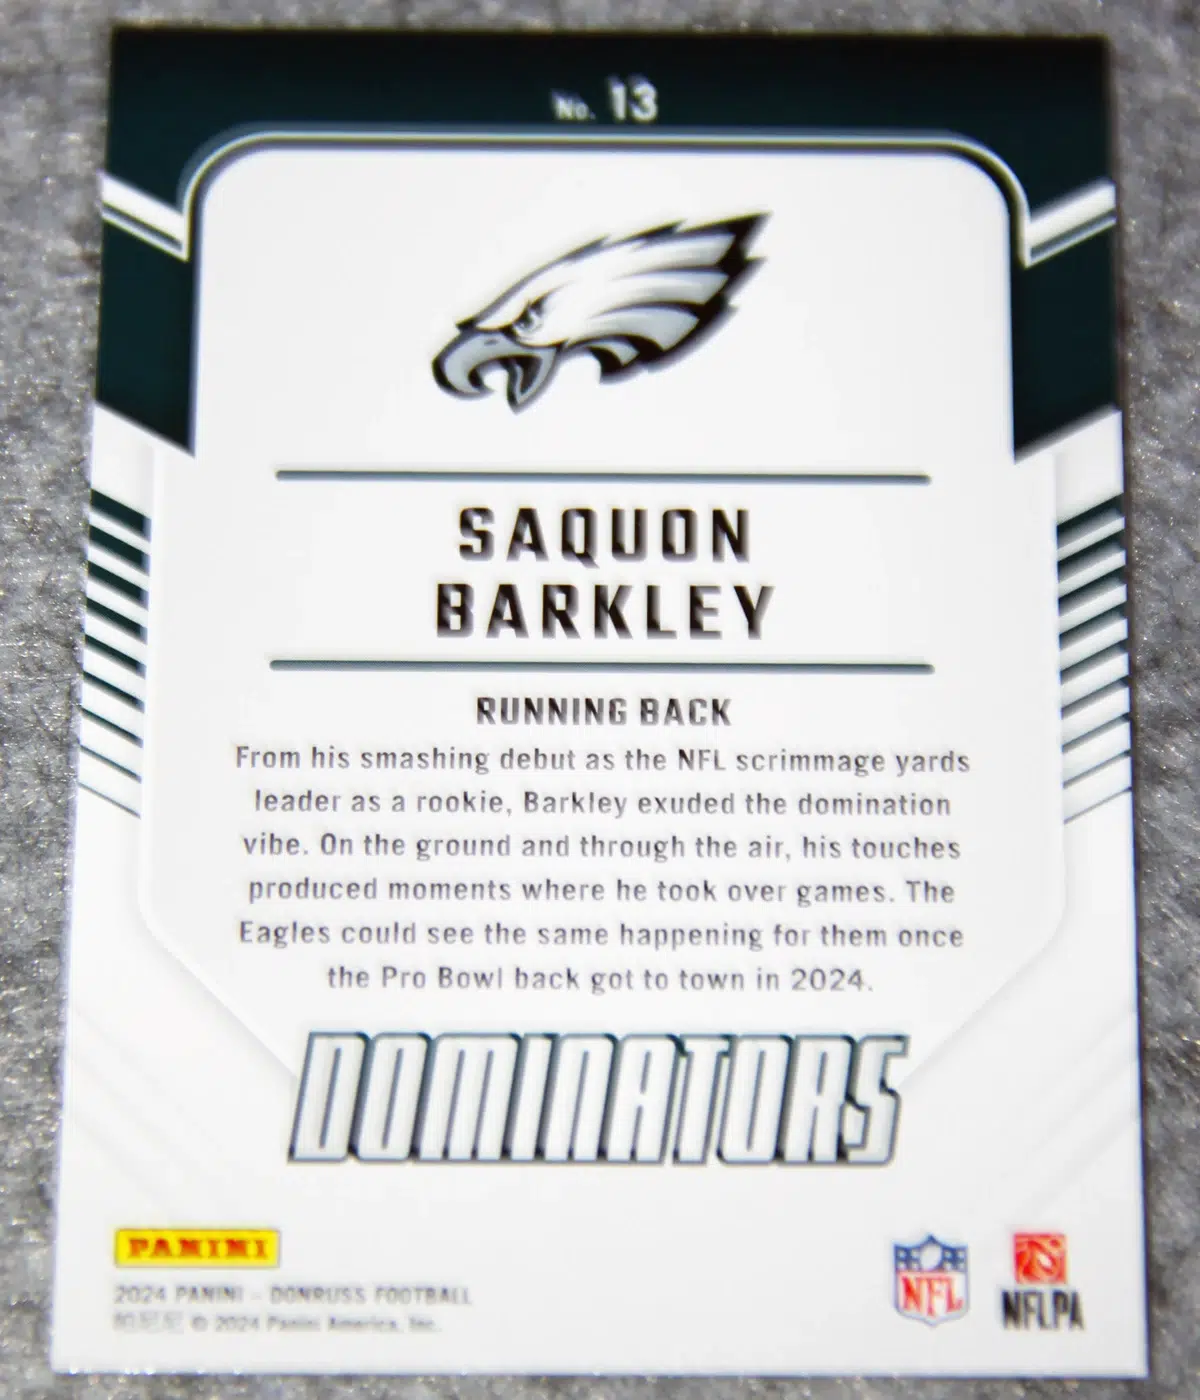 No. 13
SAQUON
BARKLEY
RUNNING BACK
From his smashing debut as the NFL scrimmage yards
leader as a rookie, Barkley exuded the domination
vibe. On the ground and through the air, his touches
produced moments where he took over games. The
Eagles could see the same happening for them once
the Pro Bowl back got to town in 2024.
DOMINATORS
PANINI
2024 PANINI - DONRUSS FOOTBALL
© 2024 Panini America, Inc.
NFL
NFLPA